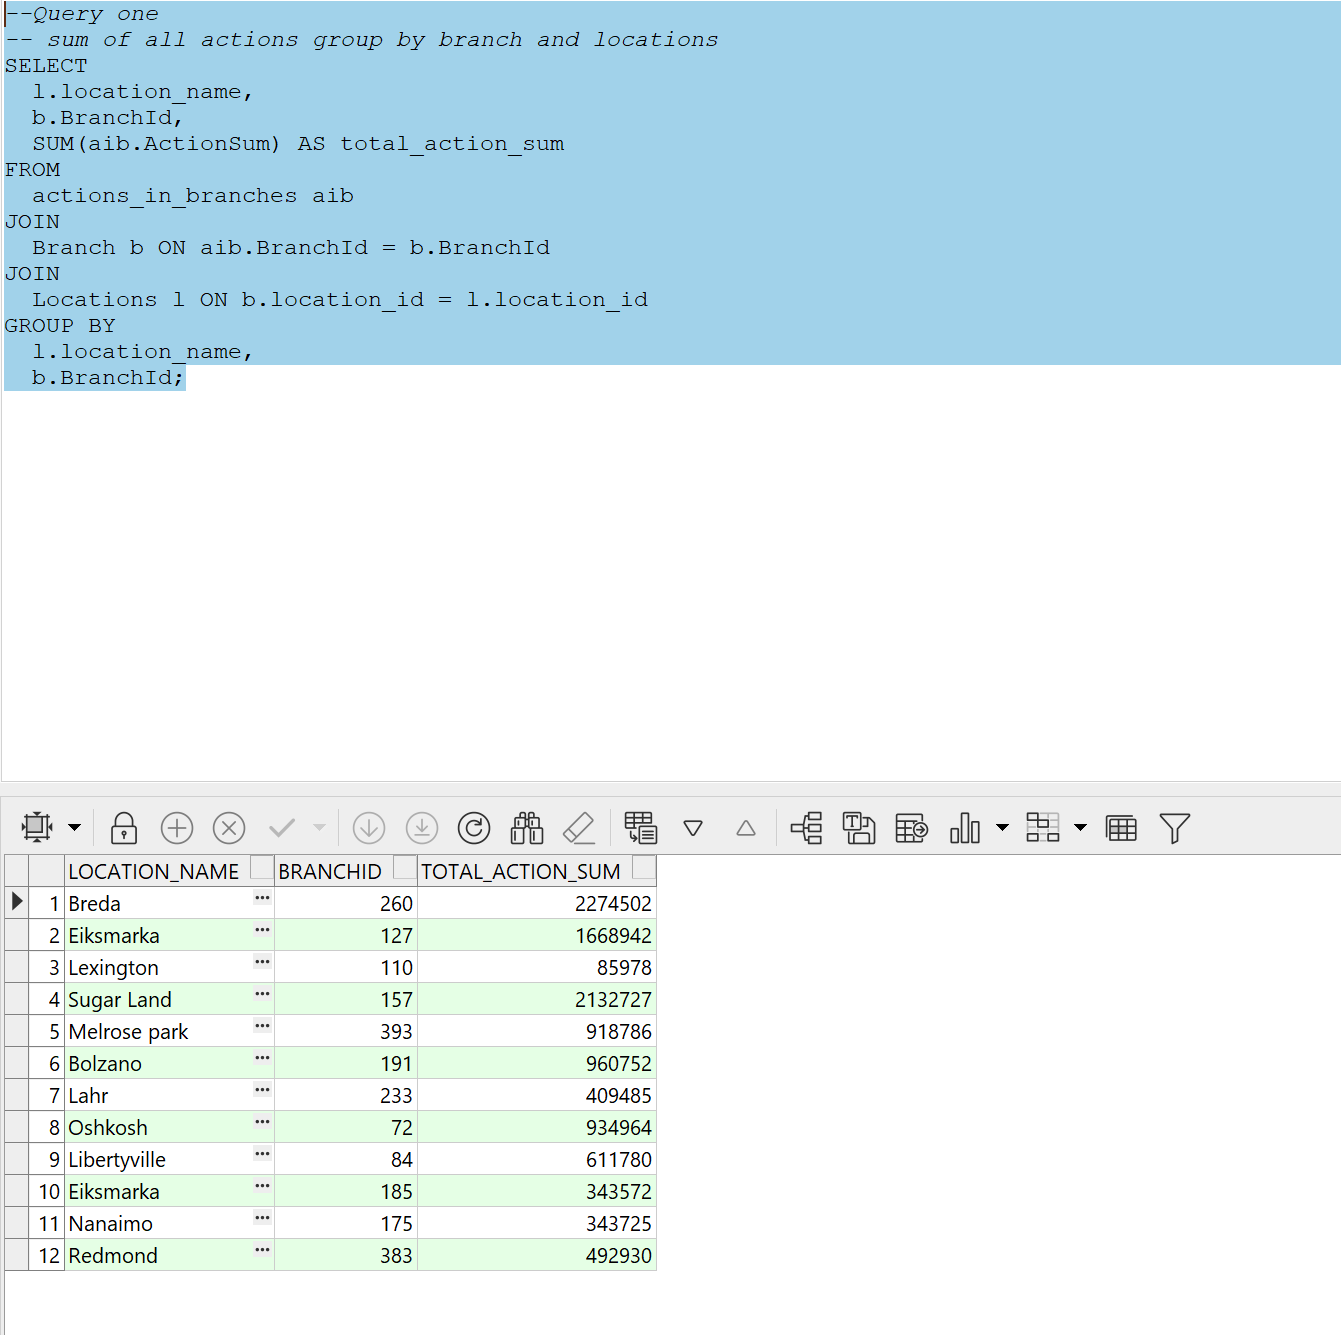 --Query one
-- sum of all actions group by branch and locations
SELECT
l.location_name,
b.BranchId,
SUM(aib.ActionSum) AS total_action_sum
FROM
actions_in_branches aib
JOIN
Branch b ON aib.BranchId = b.BranchId
JOIN
Locations l ON b.location_id = l.location_id
GROUP BY
l.location_name,
b.BranchId;
LOCATION_NAME BRANCHID TOTAL_ACTION_SUM
1 Breda ... 260 2274502
2 Eiksmarka ... 127 1668942
3 Lexington ... 110 85978
4 Sugar Land ... 157 2132727
5 Melrose park ... 393 918786
6 Bolzano ... 191 960752
7 Lahr ... 233 409485
8 Oshkosh ... 72 934964
9 Libertyville ... 84 611780
10 Eiksmarka ... 185 343572
11 Nanaimo ... 175 343725
12 Redmond ... 383 492930